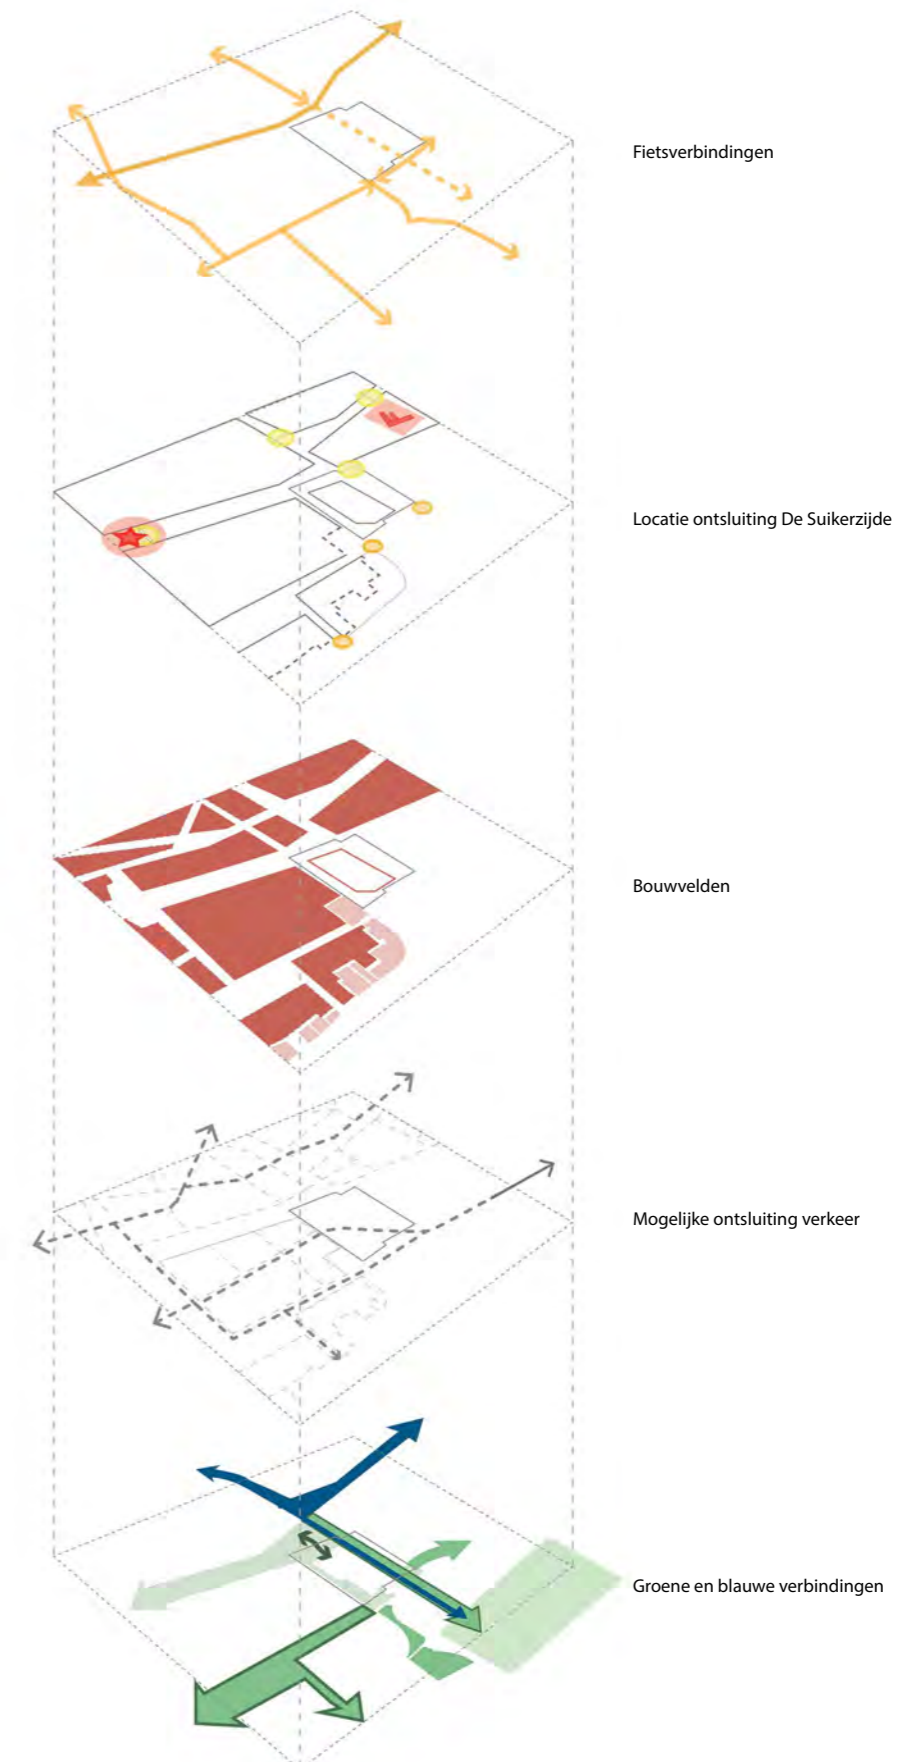 Fietsverbindingen
Locatie ontsluiting De Suikerzijde
Bouwvelden
Mogelijke ontsluiting verkeer
Groene en blauwe verbindingen